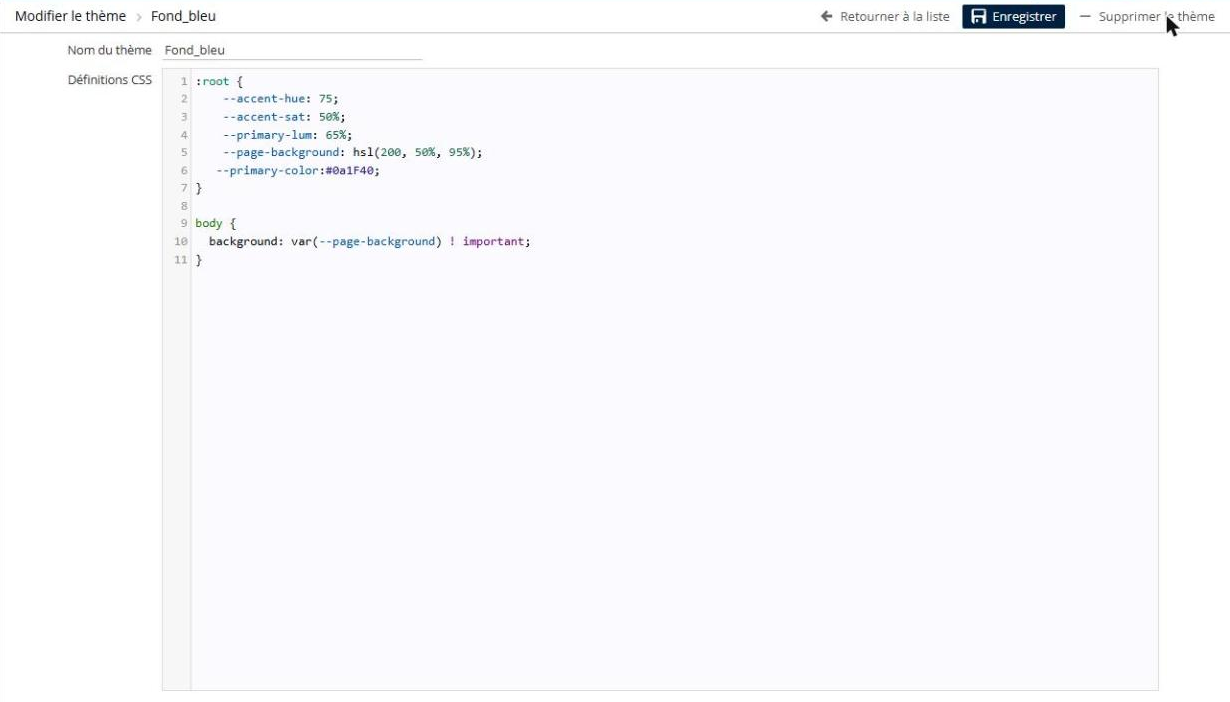 Modifier le thème > Fond_bleu
Retourner à la liste
Enregistrer
Supprimer le thème
Nom du thème Fond_bleu
Définitions CSS
1 :root {
2 --accent-hue: 75;
3 --accent-sat: 50%;
4 --primary-lum: 65%;
5 --page-background: hsl(200, 50%, 95%);
6 --primary-color:#0a1F40;
7 }
8
9 body {
10 background: var(--page-background) ! important;
11 }